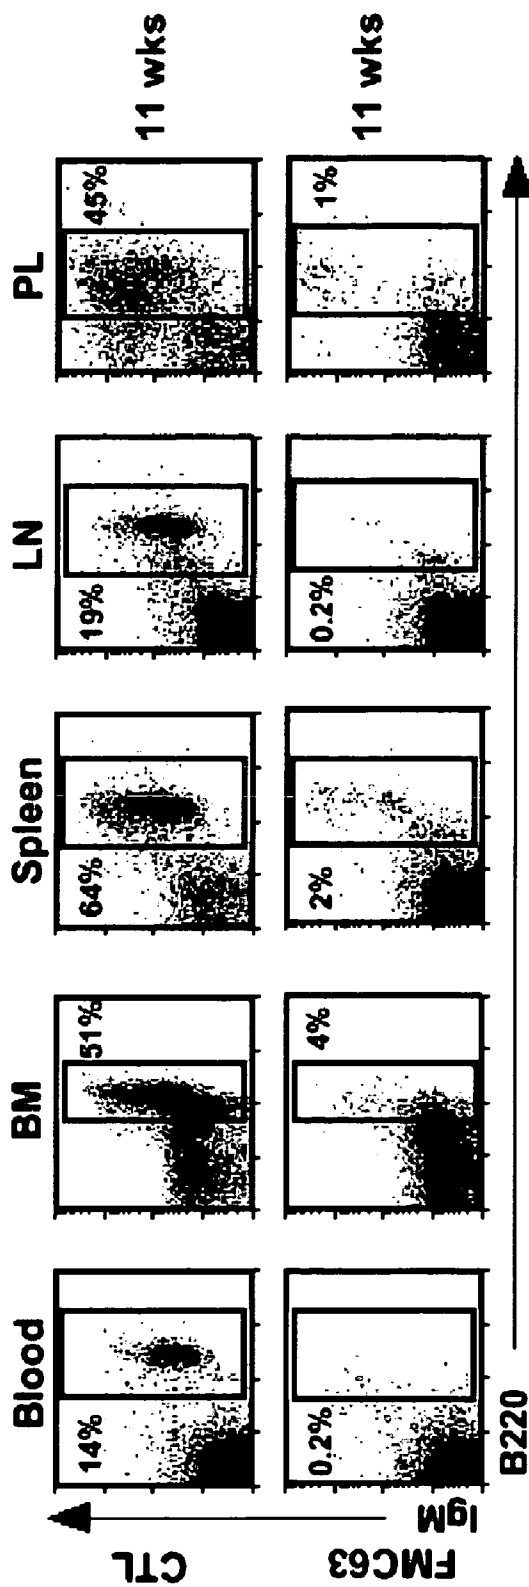 Blood BM Spleen LN PL
CTL 14% 51% 64% 19% 45% 11 wks
FMC63 0.2% 4% 2% 0.2% 1% 11 wks
IgM
B220